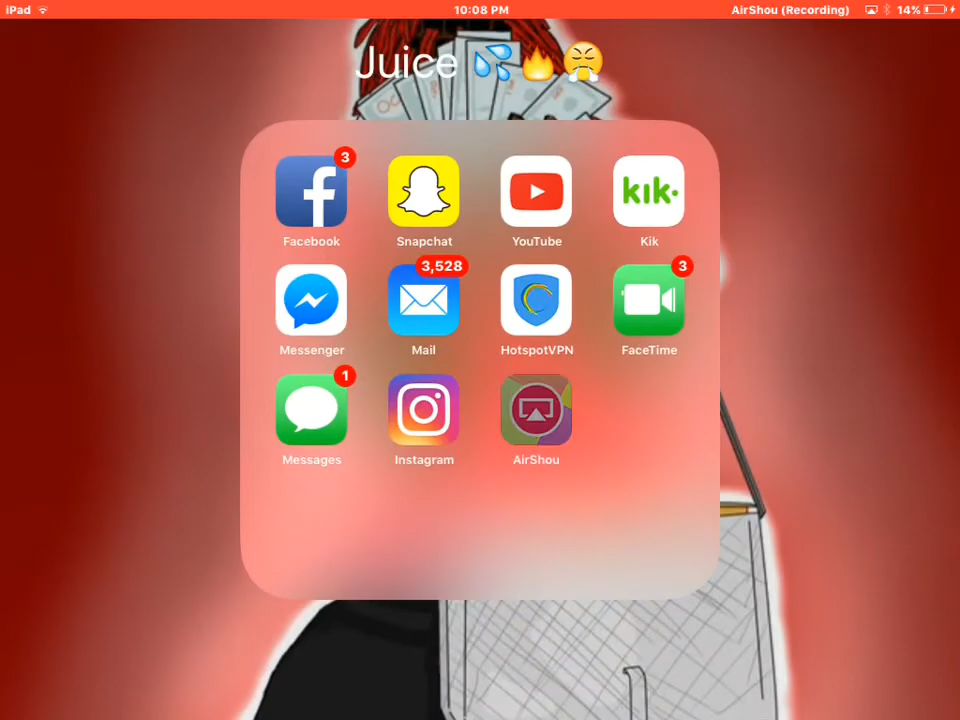 iPad 10:08 PM AirShou (Recording) 14%
Juice 💦🔥😤
3
Facebook Snapchat YouTube kik· Kik
3,528 3
Messenger Mail HotspotVPN FaceTime
1
Messages Instagram AirShou